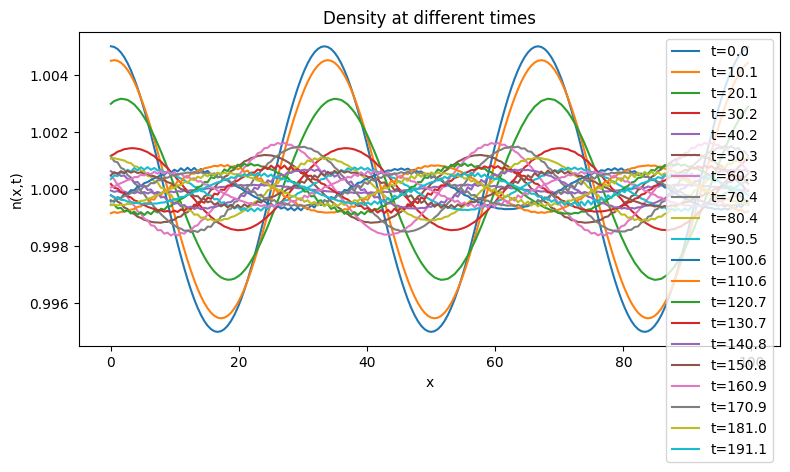 Density at different times
n(x,t)
1.004
1.002
1.000
0.998
0.996
0
20
40
60
80
100
x
t=0.0
t=10.1
t=20.1
t=30.2
t=40.2
t=50.3
t=60.3
t=70.4
t=80.4
t=90.5
t=100.6
t=110.6
t=120.7
t=130.7
t=140.8
t=150.8
t=160.9
t=170.9
t=181.0
t=191.1